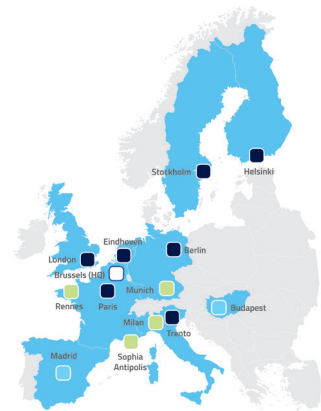 Stockholm
Helsinki
Eindhoven
Berlin
London
Brussels (HQ)
Munich
Rennes
Paris
Budapest
Milan
Trento
Madrid
Sophia
Antipolis